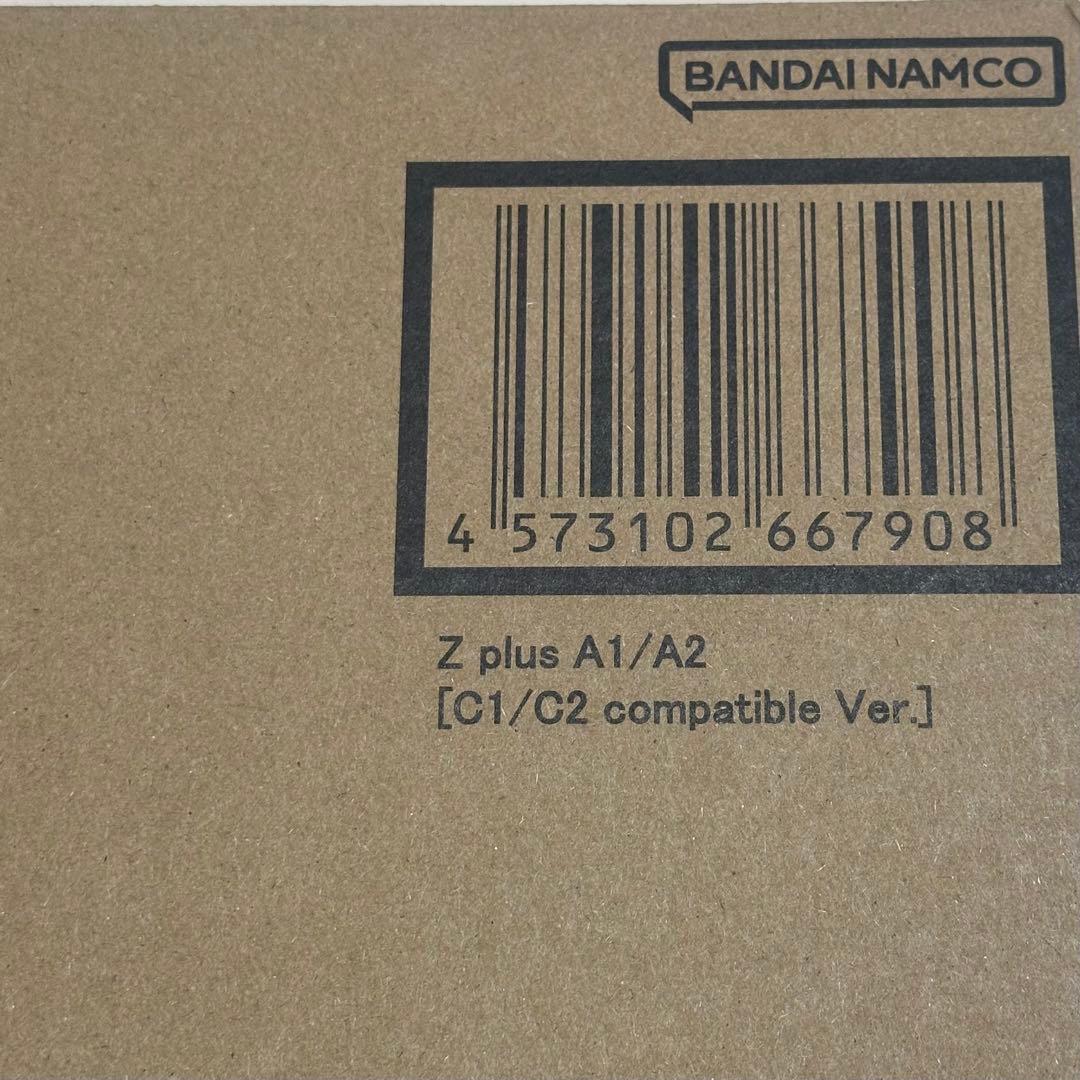 BANDAI NAMCO
4 573102 667908
Z plus A1/A2
[C1/C2 compatible Ver.]